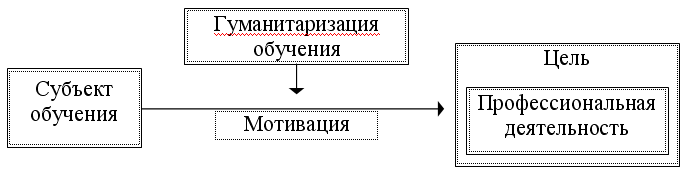 Гуманитаризация
обучения
Цель
Субъект
обучения
Мотивация
Профессиональная
деятельность